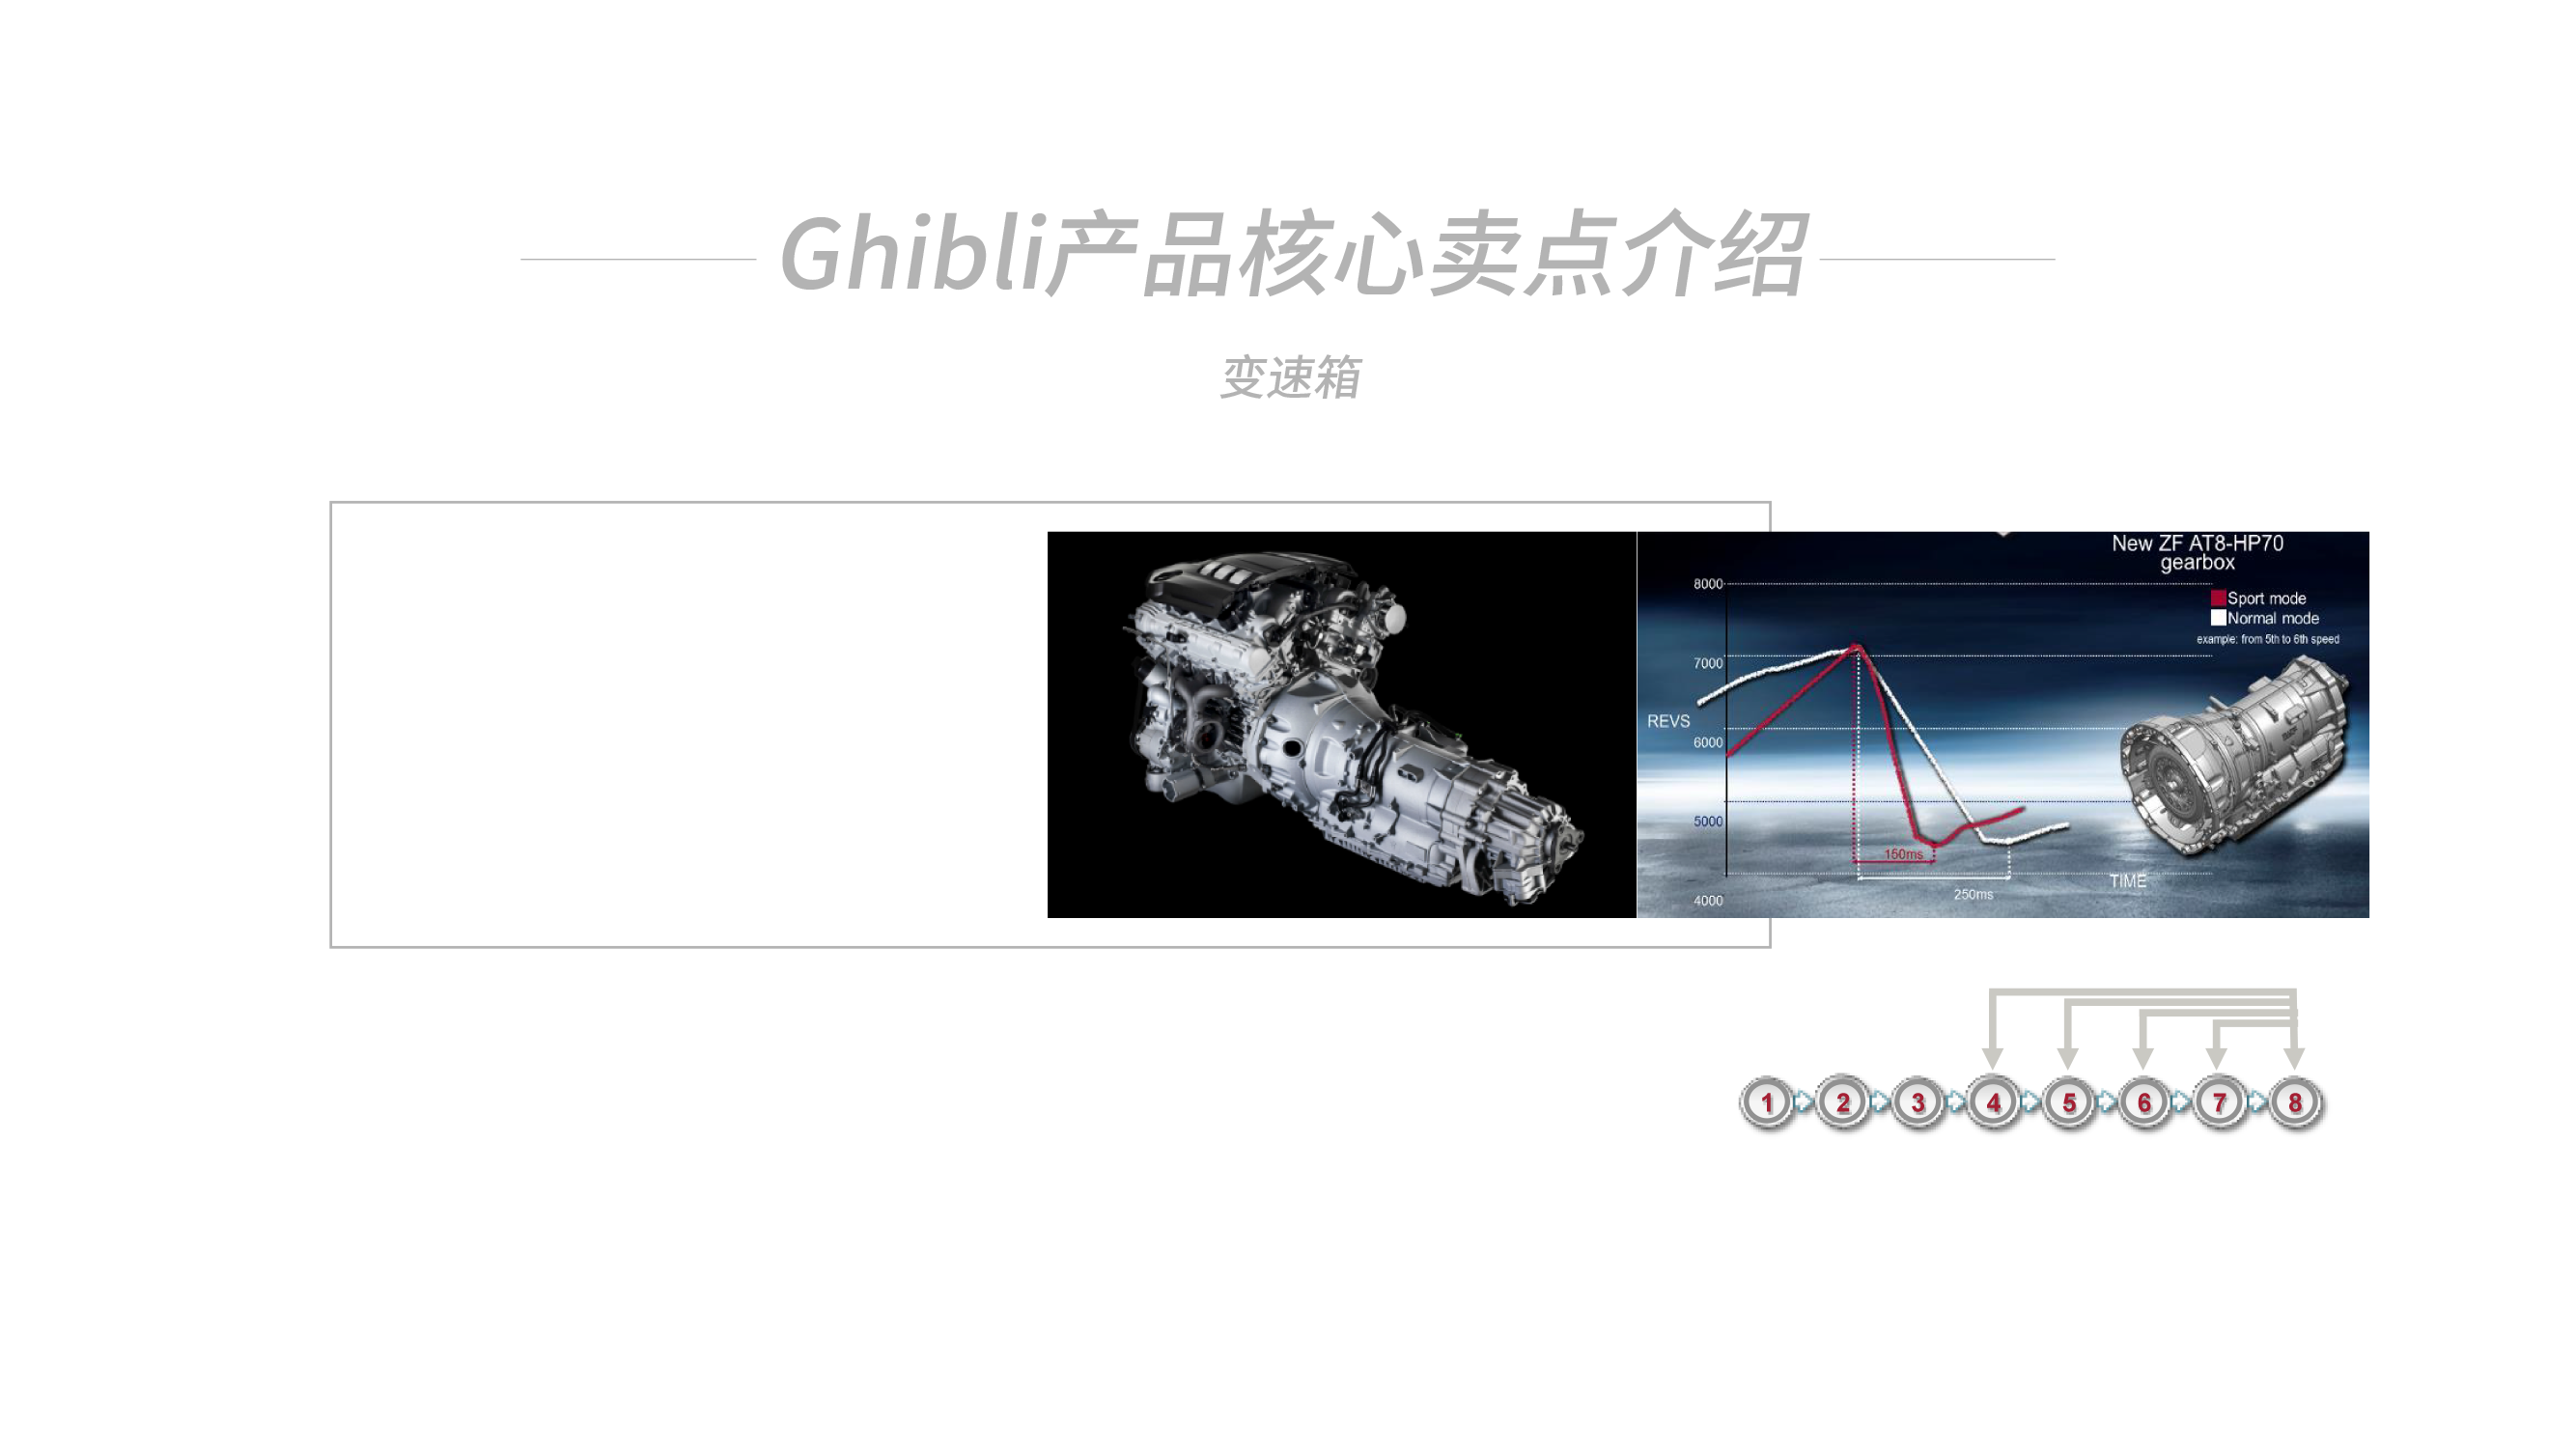 Ghibli产品核心卖点介绍
变速箱
New ZF AT8-HP70
gearbox
Sport mode
Normal mode
example: from 5th to 6th speed
8000
7000
REVS
6000
5000
150ms
TIME
250ms
4000
1 2 3 4 5 6 7 8